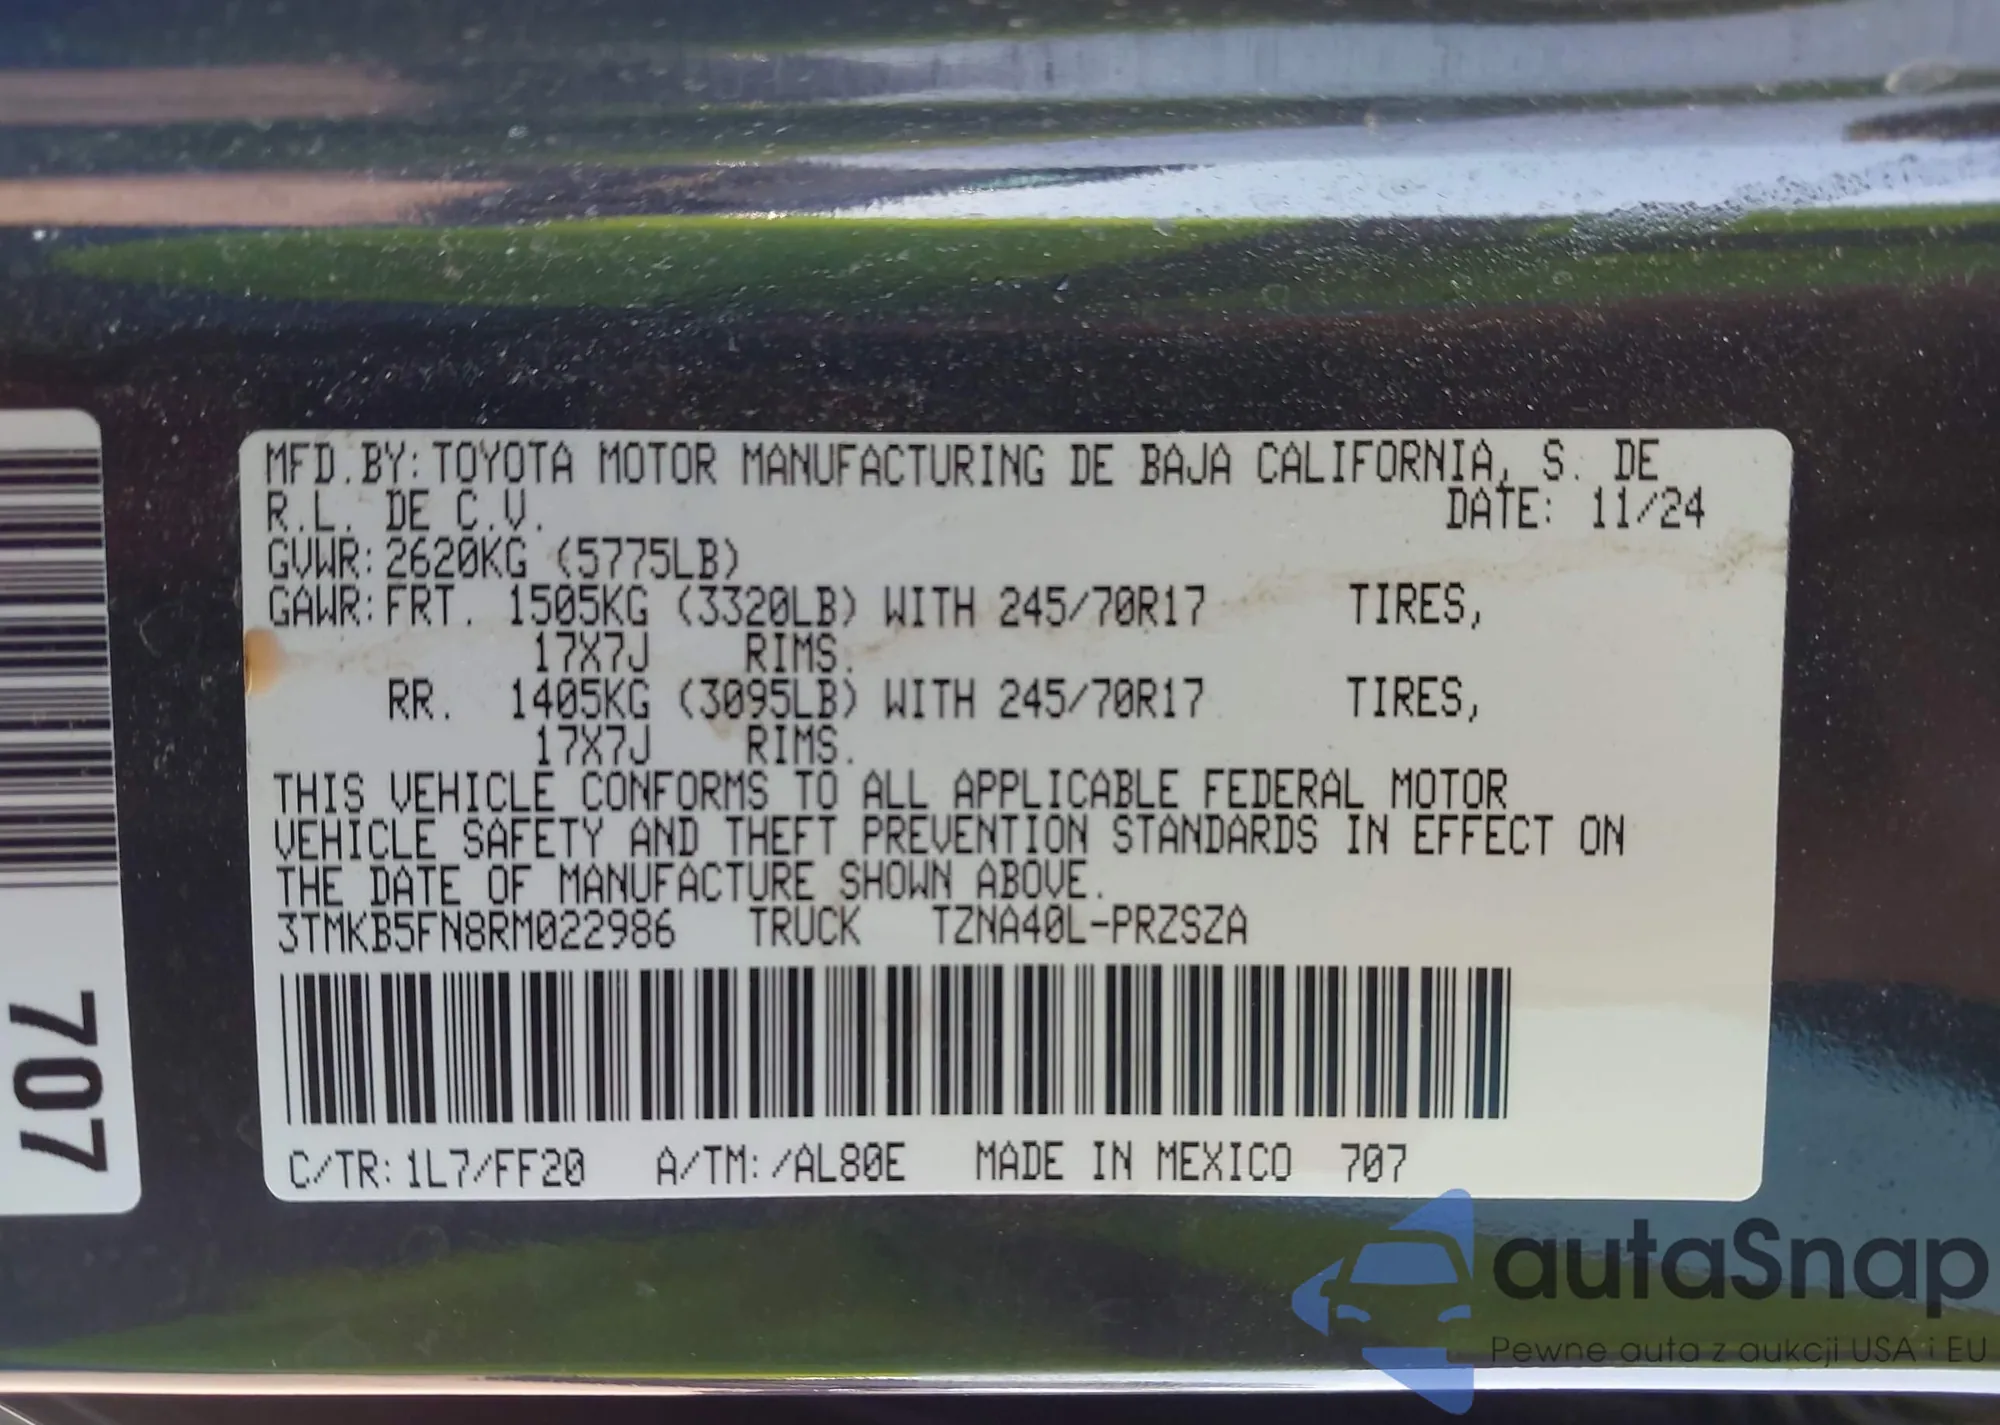 MFD.BY:TOYOTA MOTOR MANUFACTURING DE BAJA CALIFORNIA, S. DE
R.L. DE C.V. DATE: 11/24
GVWR:2620KG (5775LB)
GAWR:FRT. 1505KG (3320LB) WITH 245/70R17 TIRES,
17X7J RIMS.
RR. 1405KG (3095LB) WITH 245/70R17 TIRES,
17X7J RIMS.
THIS VEHICLE CONFORMS TO ALL APPLICABLE FEDERAL MOTOR
VEHICLE SAFETY AND THEFT PREVENTION STANDARDS IN EFFECT ON
THE DATE OF MANUFACTURE SHOWN ABOVE.
3TMKB5FN8RM022986 TRUCK TZNA40L-PRZSZA
C/TR:1L7/FF20 A/TM:/AL80E MADE IN MEXICO 707
707
autaSnap
Pewne auta z aukcji USA i EU